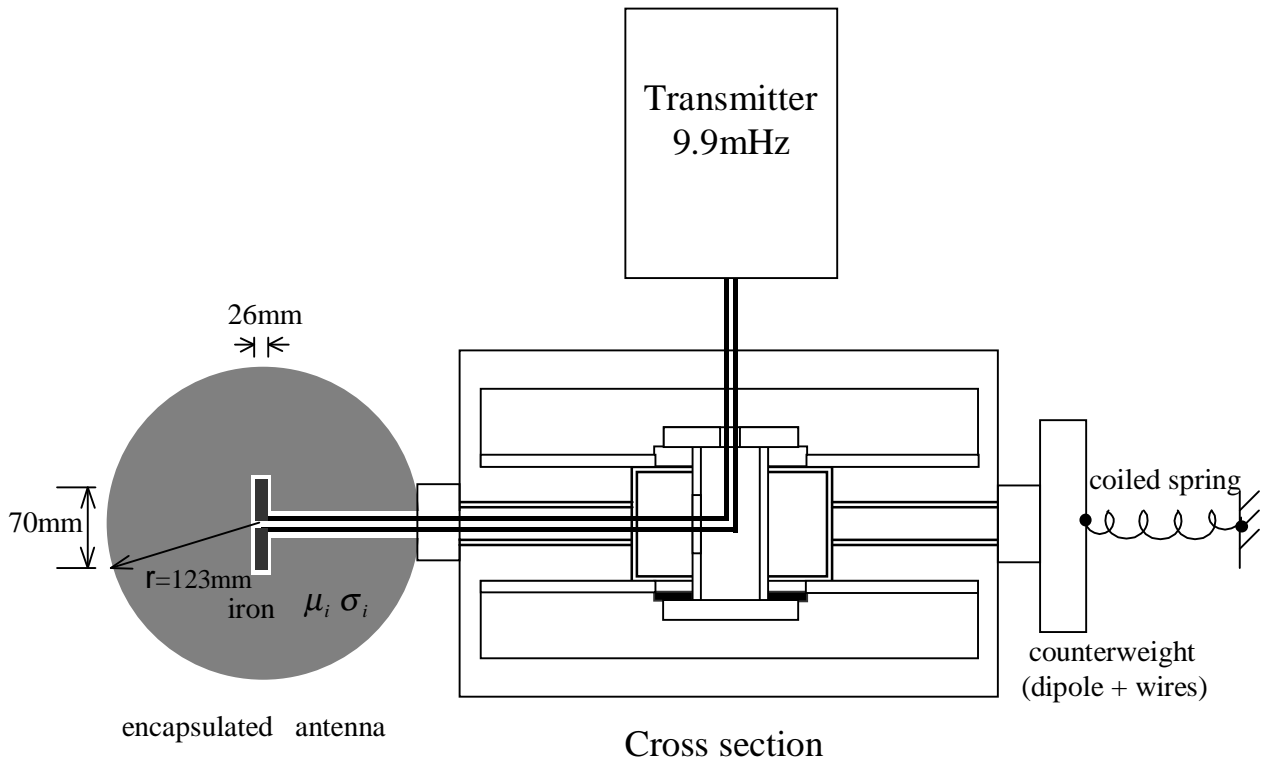 Transmitter
9.9mHz
26mm
70mm
r=123mm
iron μi σi
coiled spring
counterweight
(dipole + wires)
encapsulated antenna
Cross section